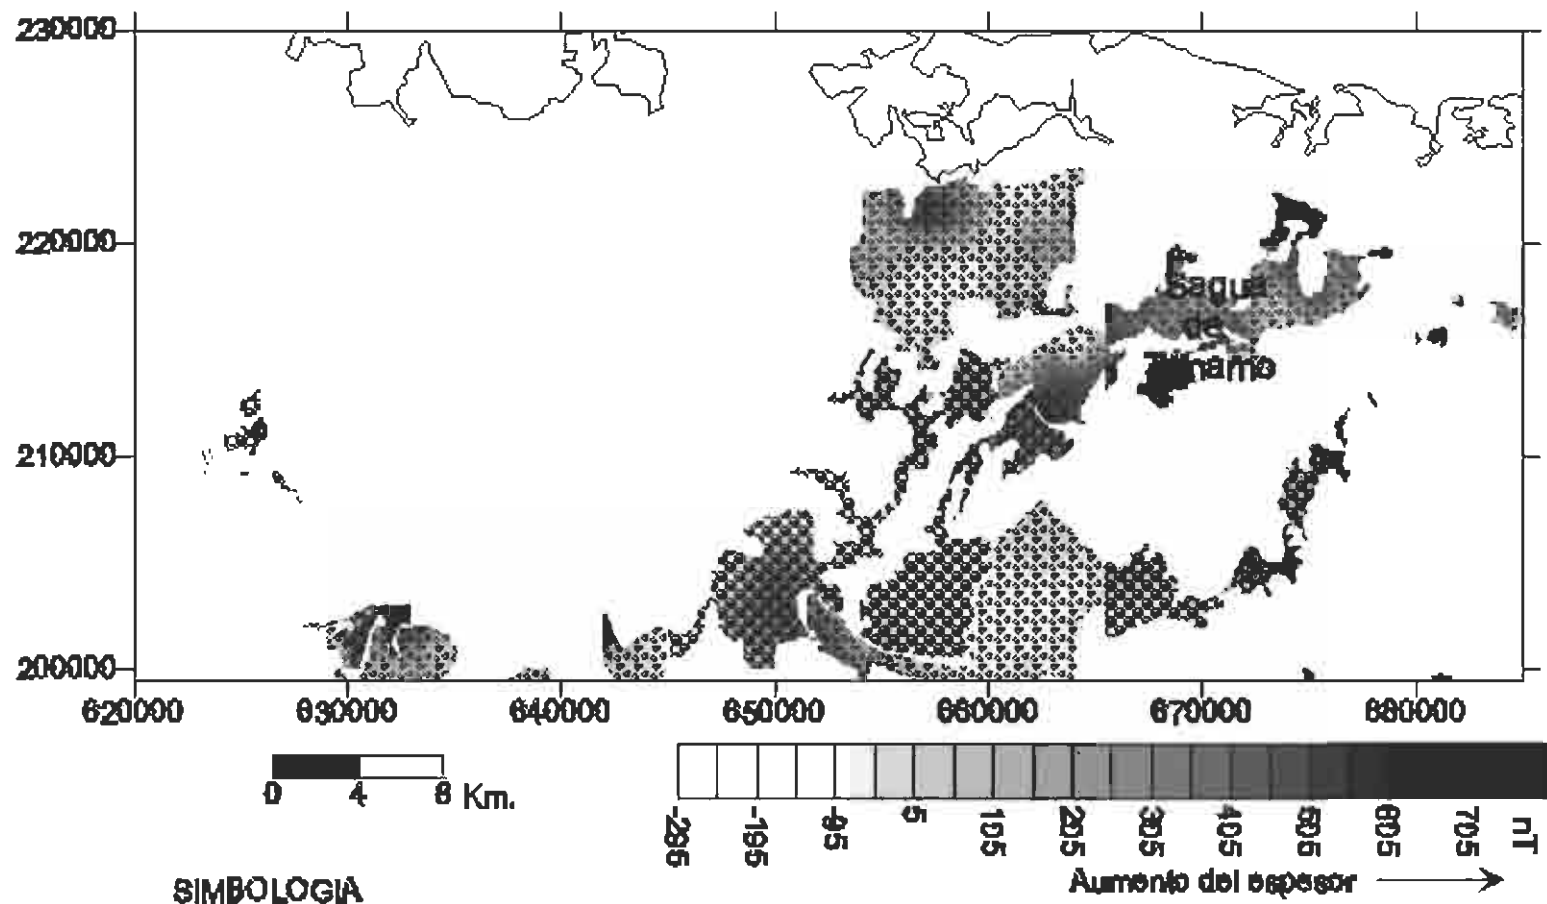 230000
220000
Sagua
de
Tánamo
210000
200000
620000 630000 640000 650000 660000 670000 680000
0 4 8 Km.
-295 -195 -95 5 105 205 305 405 505 605 705 nT
Aumento del espesor
SIMBOLOGIA